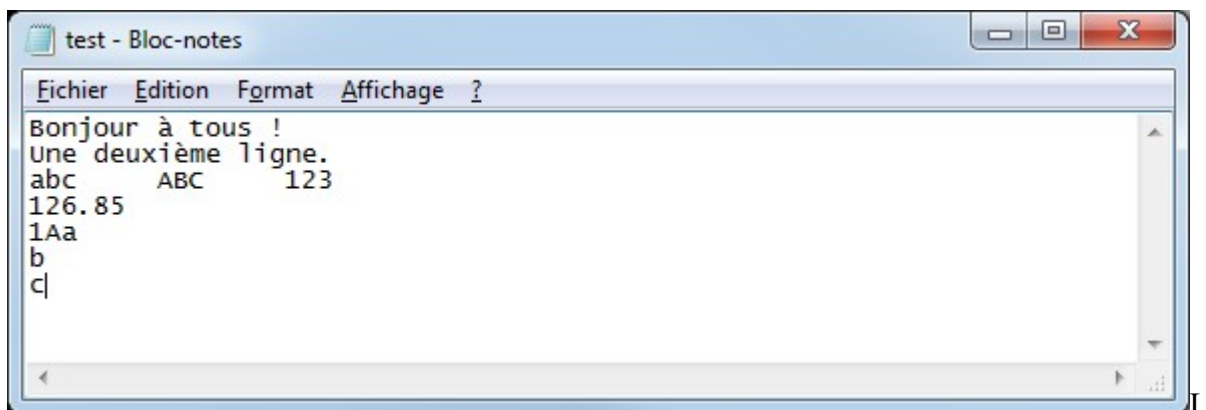 test - Bloc-notes
Fichier Edition Format Affichage ?
Bonjour à tous !
Une deuxième ligne.
abc     ABC     123
126.85
1Aa
b
c